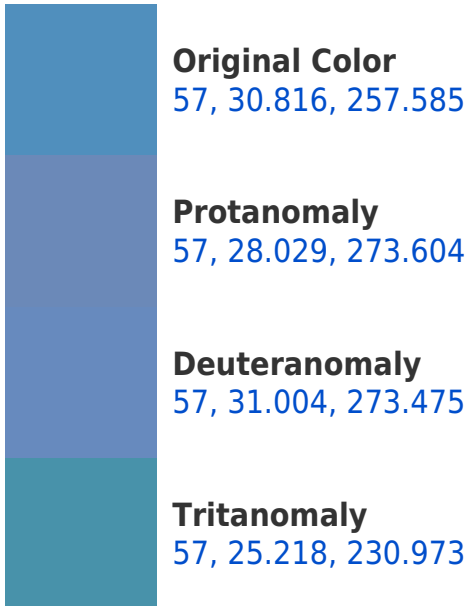 Original Color
57, 30.816, 257.585
Protanomaly
57, 28.029, 273.604
Deuteranomaly
57, 31.004, 273.475
Tritanomaly
57, 25.218, 230.973